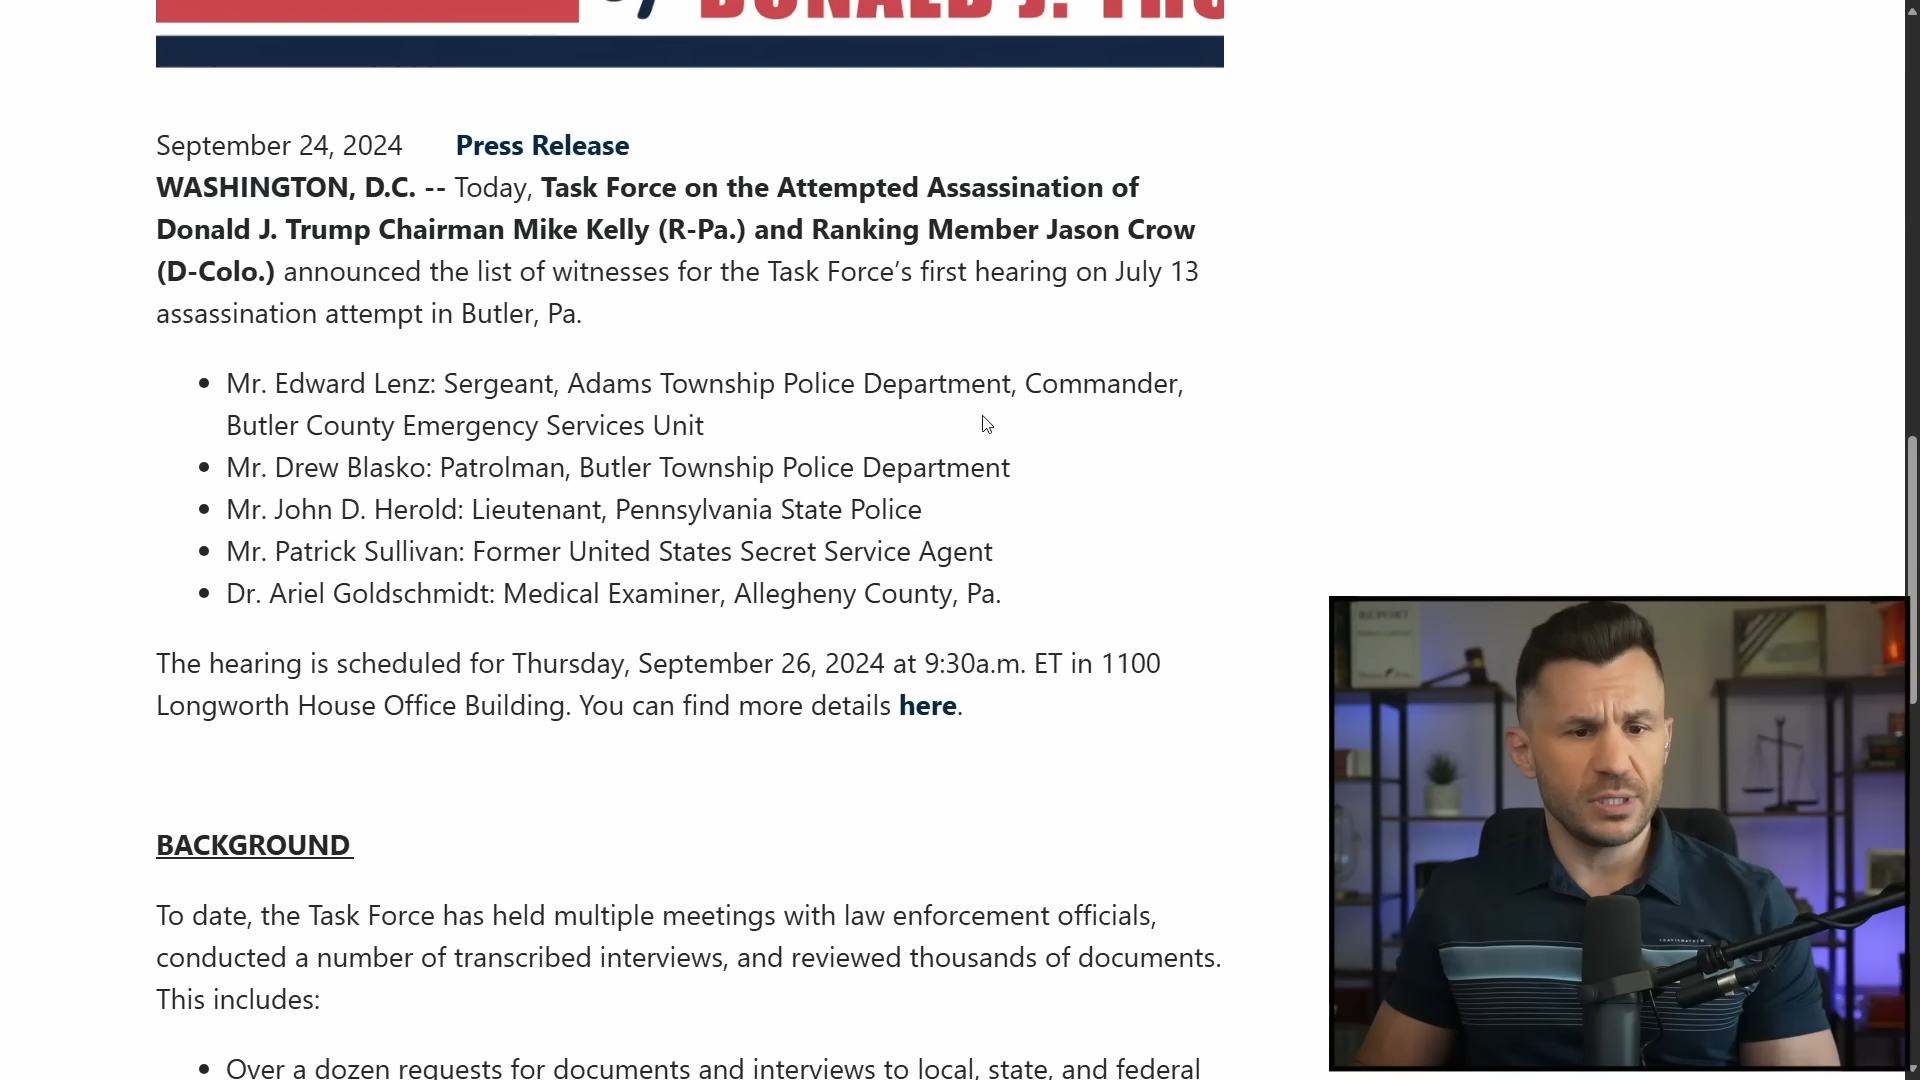 by DONALD J. TRU
September 24, 2024 Press Release
WASHINGTON, D.C. -- Today, Task Force on the Attempted Assassination of
Donald J. Trump Chairman Mike Kelly (R-Pa.) and Ranking Member Jason Crow
(D-Colo.) announced the list of witnesses for the Task Force’s first hearing on July 13
assassination attempt in Butler, Pa.
• Mr. Edward Lenz: Sergeant, Adams Township Police Department, Commander,
Butler County Emergency Services Unit
• Mr. Drew Blasko: Patrolman, Butler Township Police Department
• Mr. John D. Herold: Lieutenant, Pennsylvania State Police
• Mr. Patrick Sullivan: Former United States Secret Service Agent
• Dr. Ariel Goldschmidt: Medical Examiner, Allegheny County, Pa.
The hearing is scheduled for Thursday, September 26, 2024 at 9:30a.m. ET in 1100
Longworth House Office Building. You can find more details here.
BACKGROUND
To date, the Task Force has held multiple meetings with law enforcement officials,
conducted a number of transcribed interviews, and reviewed thousands of documents.
This includes:
• Over a dozen requests for documents and interviews to local, state, and federal
REPORT